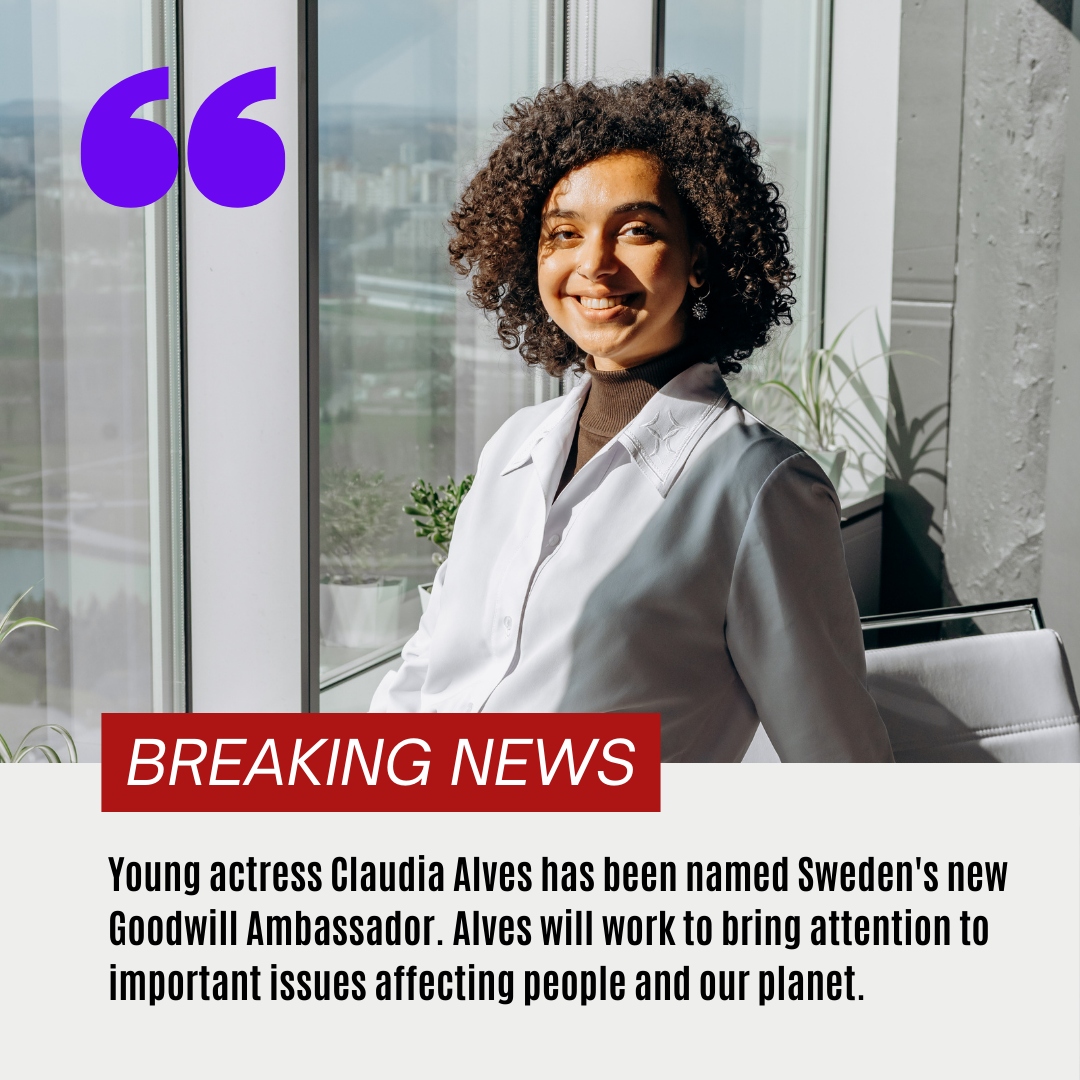 “
BREAKING NEWS
Young actress Claudia Alves has been named Sweden's new
Goodwill Ambassador. Alves will work to bring attention to
important issues affecting people and our planet.